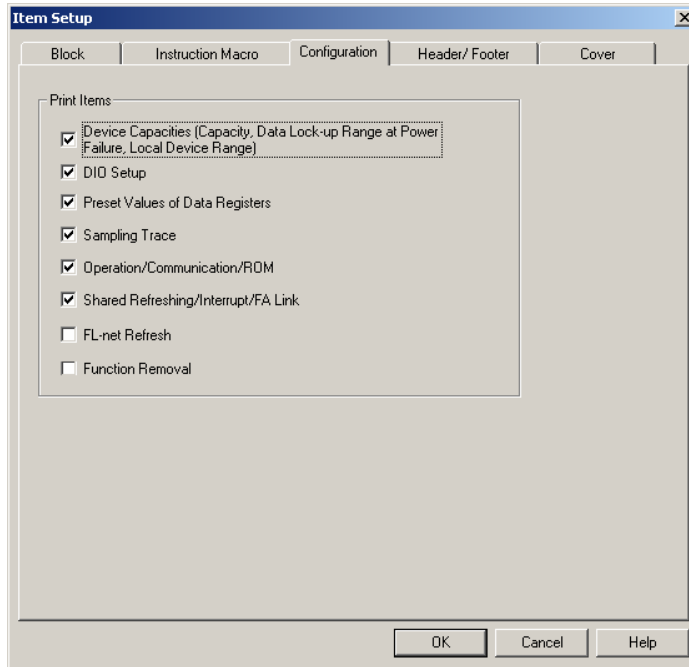 Item Setup
Block Instruction Macro Configuration Header/ Footer Cover
Print Items
Device Capacities (Capacity, Data Lock-up Range at Power
Failure, Local Device Range)
DIO Setup
Preset Values of Data Registers
Sampling Trace
Operation/Communication/ROM
Shared Refreshing/Interrupt/FA Link
FL-net Refresh
Function Removal
OK Cancel Help